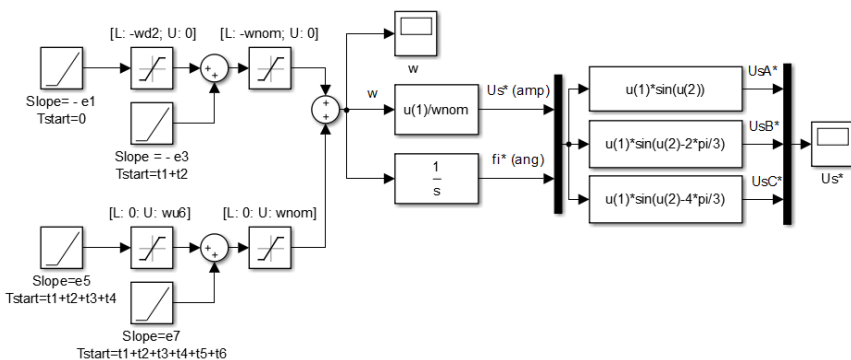 [L: -wd2; U: 0]
[L: -wnom; U: 0]
Slope= - e1
Tstart=0
+
+
Slope = - e3
Tstart=t1+t2
w
w
+
+
u(1)/wnom
Us* (amp)
1
s
fi* (ang)
u(1)*sin(u(2))
UsA*
u(1)*sin(u(2)-2*pi/3)
UsB*
u(1)*sin(u(2)-4*pi/3)
UsC*
Us*
[L: 0: U: wu6]
[L: 0: U: wnom]
Slope=e5
Tstart=t1+t2+t3+t4
+
+
Slope=e7
Tstart=t1+t2+t3+t4+t5+t6